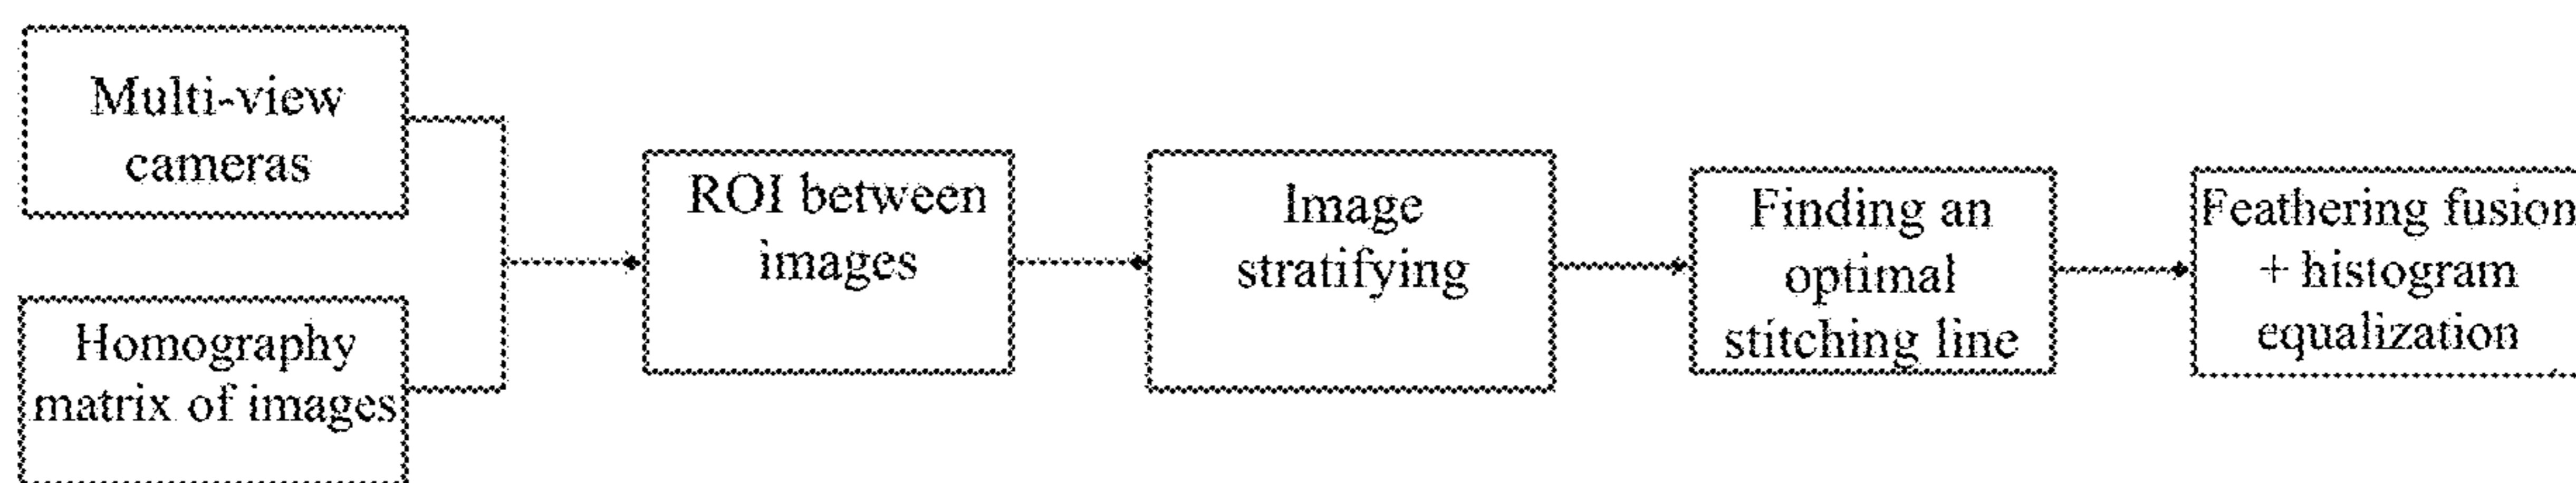 Multi-view
cameras
Homography
matrix of images
ROI between
images
Image
stratifying
Finding an
optimal
stitching line
Feathering fusion
+ histogram
equalization